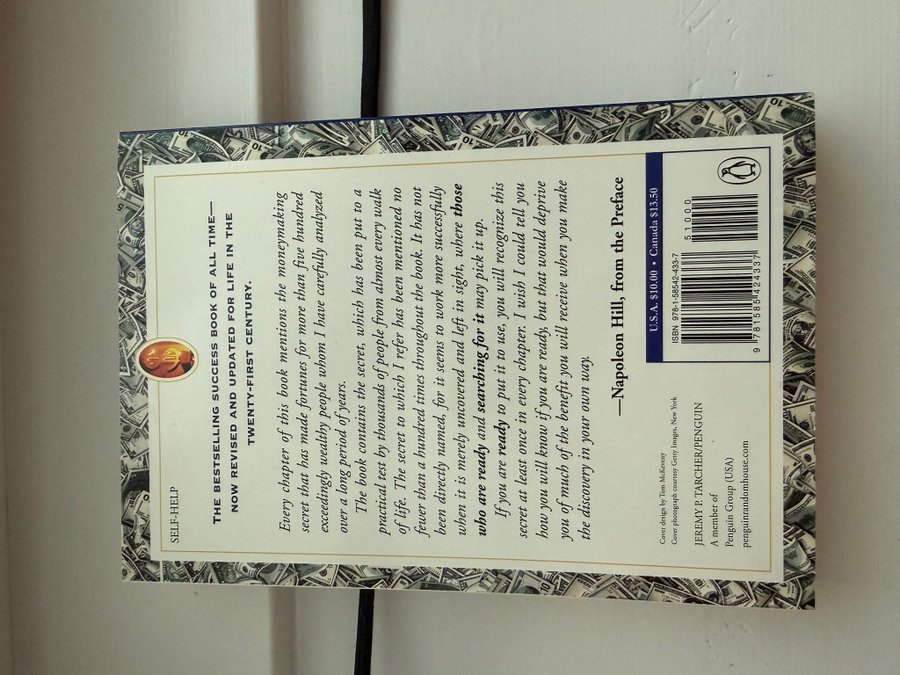 SELF-HELP
THE BESTSELLING SUCCESS BOOK OF ALL TIME—
NOW REVISED AND UPDATED FOR LIFE IN THE
TWENTY-FIRST CENTURY.
Every chapter of this book mentions the moneymaking
secret that has made fortunes for more than five hundred
exceedingly wealthy people whom I have carefully analyzed
over a long period of years.
The book contains the secret, which has been put to a
practical test by thousands of people from almost every walk
of life. The secret to which I refer has been mentioned no
fewer than a hundred times throughout the book. It has not
been directly named, for it seems to work more successfully
when it is merely uncovered and left in sight, where those
who are ready and searching for it may pick it up.
If you are ready to put it to use, you will recognize this
secret at least once in every chapter. I wish I could tell you
how you will know if you are ready, but that would deprive
you of much of the benefit you will receive when you make
the discovery in your own way.
—Napoleon Hill, from the Preface
Cover design by Tom McKeveny
Cover photograph courtesy Getty Images, New York
JEREMY P. TARCHER/PENGUIN
A member of
Penguin Group (USA)
penguinrandomhouse.com
U.S.A. $10.00 • Canada $13.50
ISBN 978-1-58542-433-7
51000
9 781585 424337